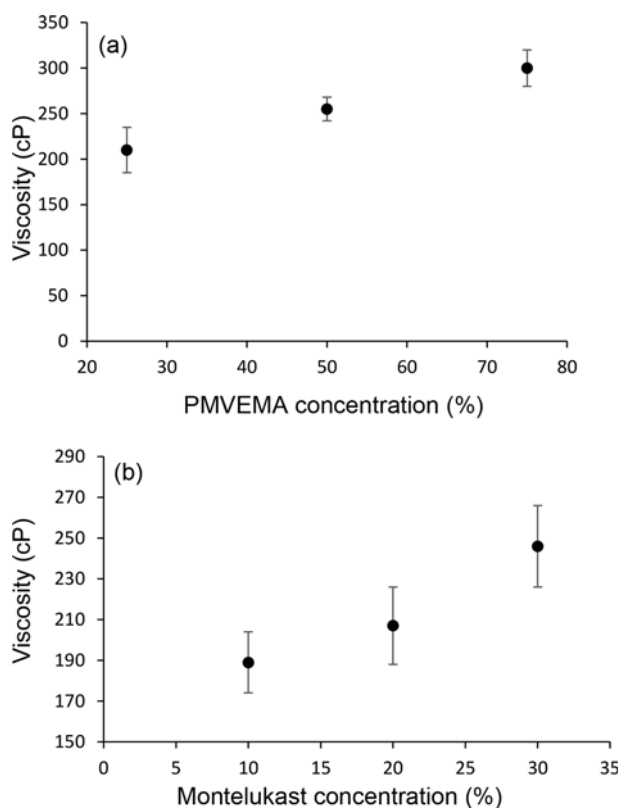 (a)
Viscosity (cP)
350
300
250
200
150
100
50
0
20 30 40 50 60 70 80
PMVEMA concentration (%)
(b)
Viscosity (cP)
290
270
250
230
210
190
170
150
0 5 10 15 20 25 30 35
Montelukast concentration (%)